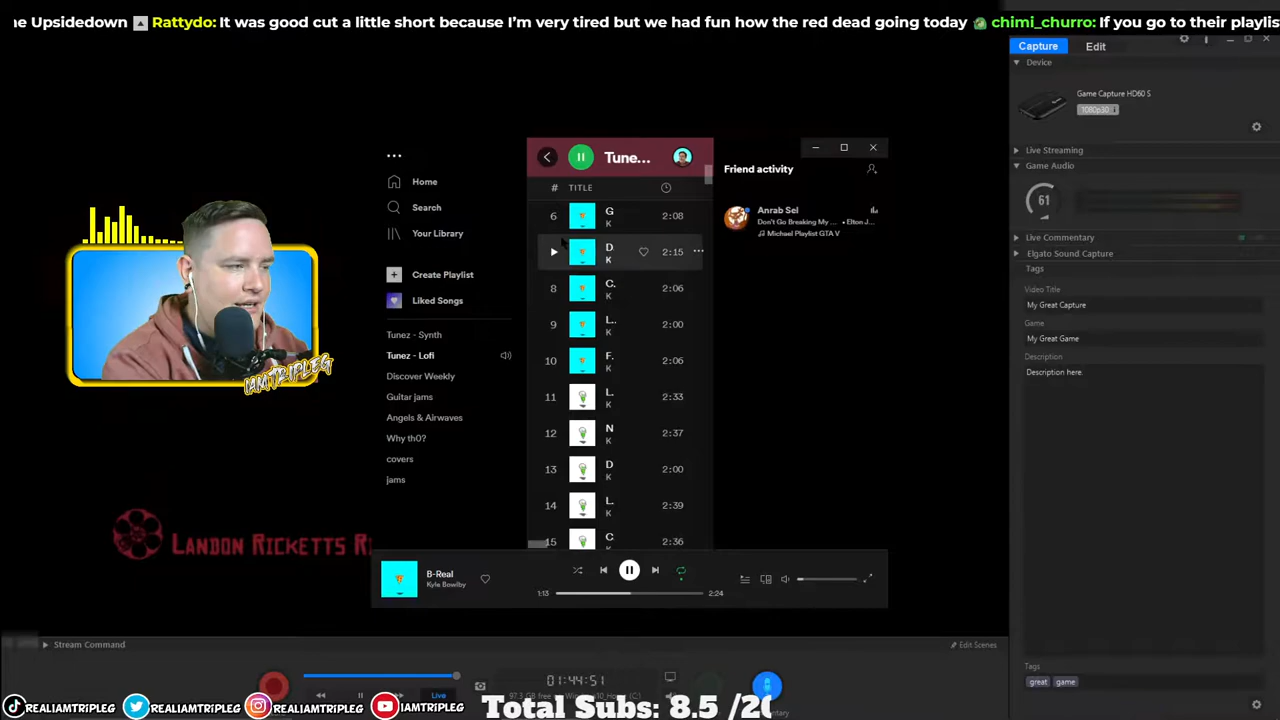 ne Upsidedown Rattydo: It was good cut a little short because I'm very tired but we had fun how the red dead going today chimi_churro: If you go to their playlis
Capture Edit
Device
Game Capture HD60 S
1080p30
Live Streaming
Game Audio
61
Live Commentary
Elgato Sound Capture
Tags
Video Title
My Great Capture
Game
My Great Game
Description
Description here.
Tags
great game
Home
Search
Your Library
Create Playlist
Liked Songs
Tunez - Synth
Tunez - Lofi
Discover Weekly
Guitar jams
Angels & Airwaves
Why th0?
covers
jams
Tune...
# TITLE
6 G K 2:08
D K 2:15
8 C. K 2:06
9 L.. K 2:00
10 F. K 2:06
11 L. K 2:33
12 N K 2:37
13 D K 2:00
14 L. K 2:39
15 C K 2:36
Friend activity
Anrab Sel
Don't Go Breaking My ... • Elton J...
Michael Playlist GTA V
IAMTRIPLEG
LANDON RICKETTS R
B-Real
Kyle Bowlby
1:13 2:24
Stream Command
Edit Scenes
01:44:51
Live
REALIAMTRIPLEG REALIAMTRIPLEG REALIAMTRIPLEG IAMTRIPLEG
Total Subs: 8.5 /20